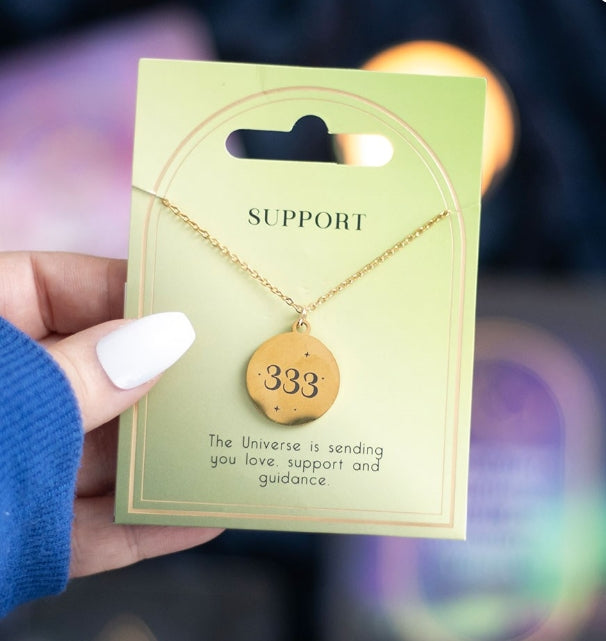 SUPPORT
333
The Universe is sending
you love, support and
guidance.